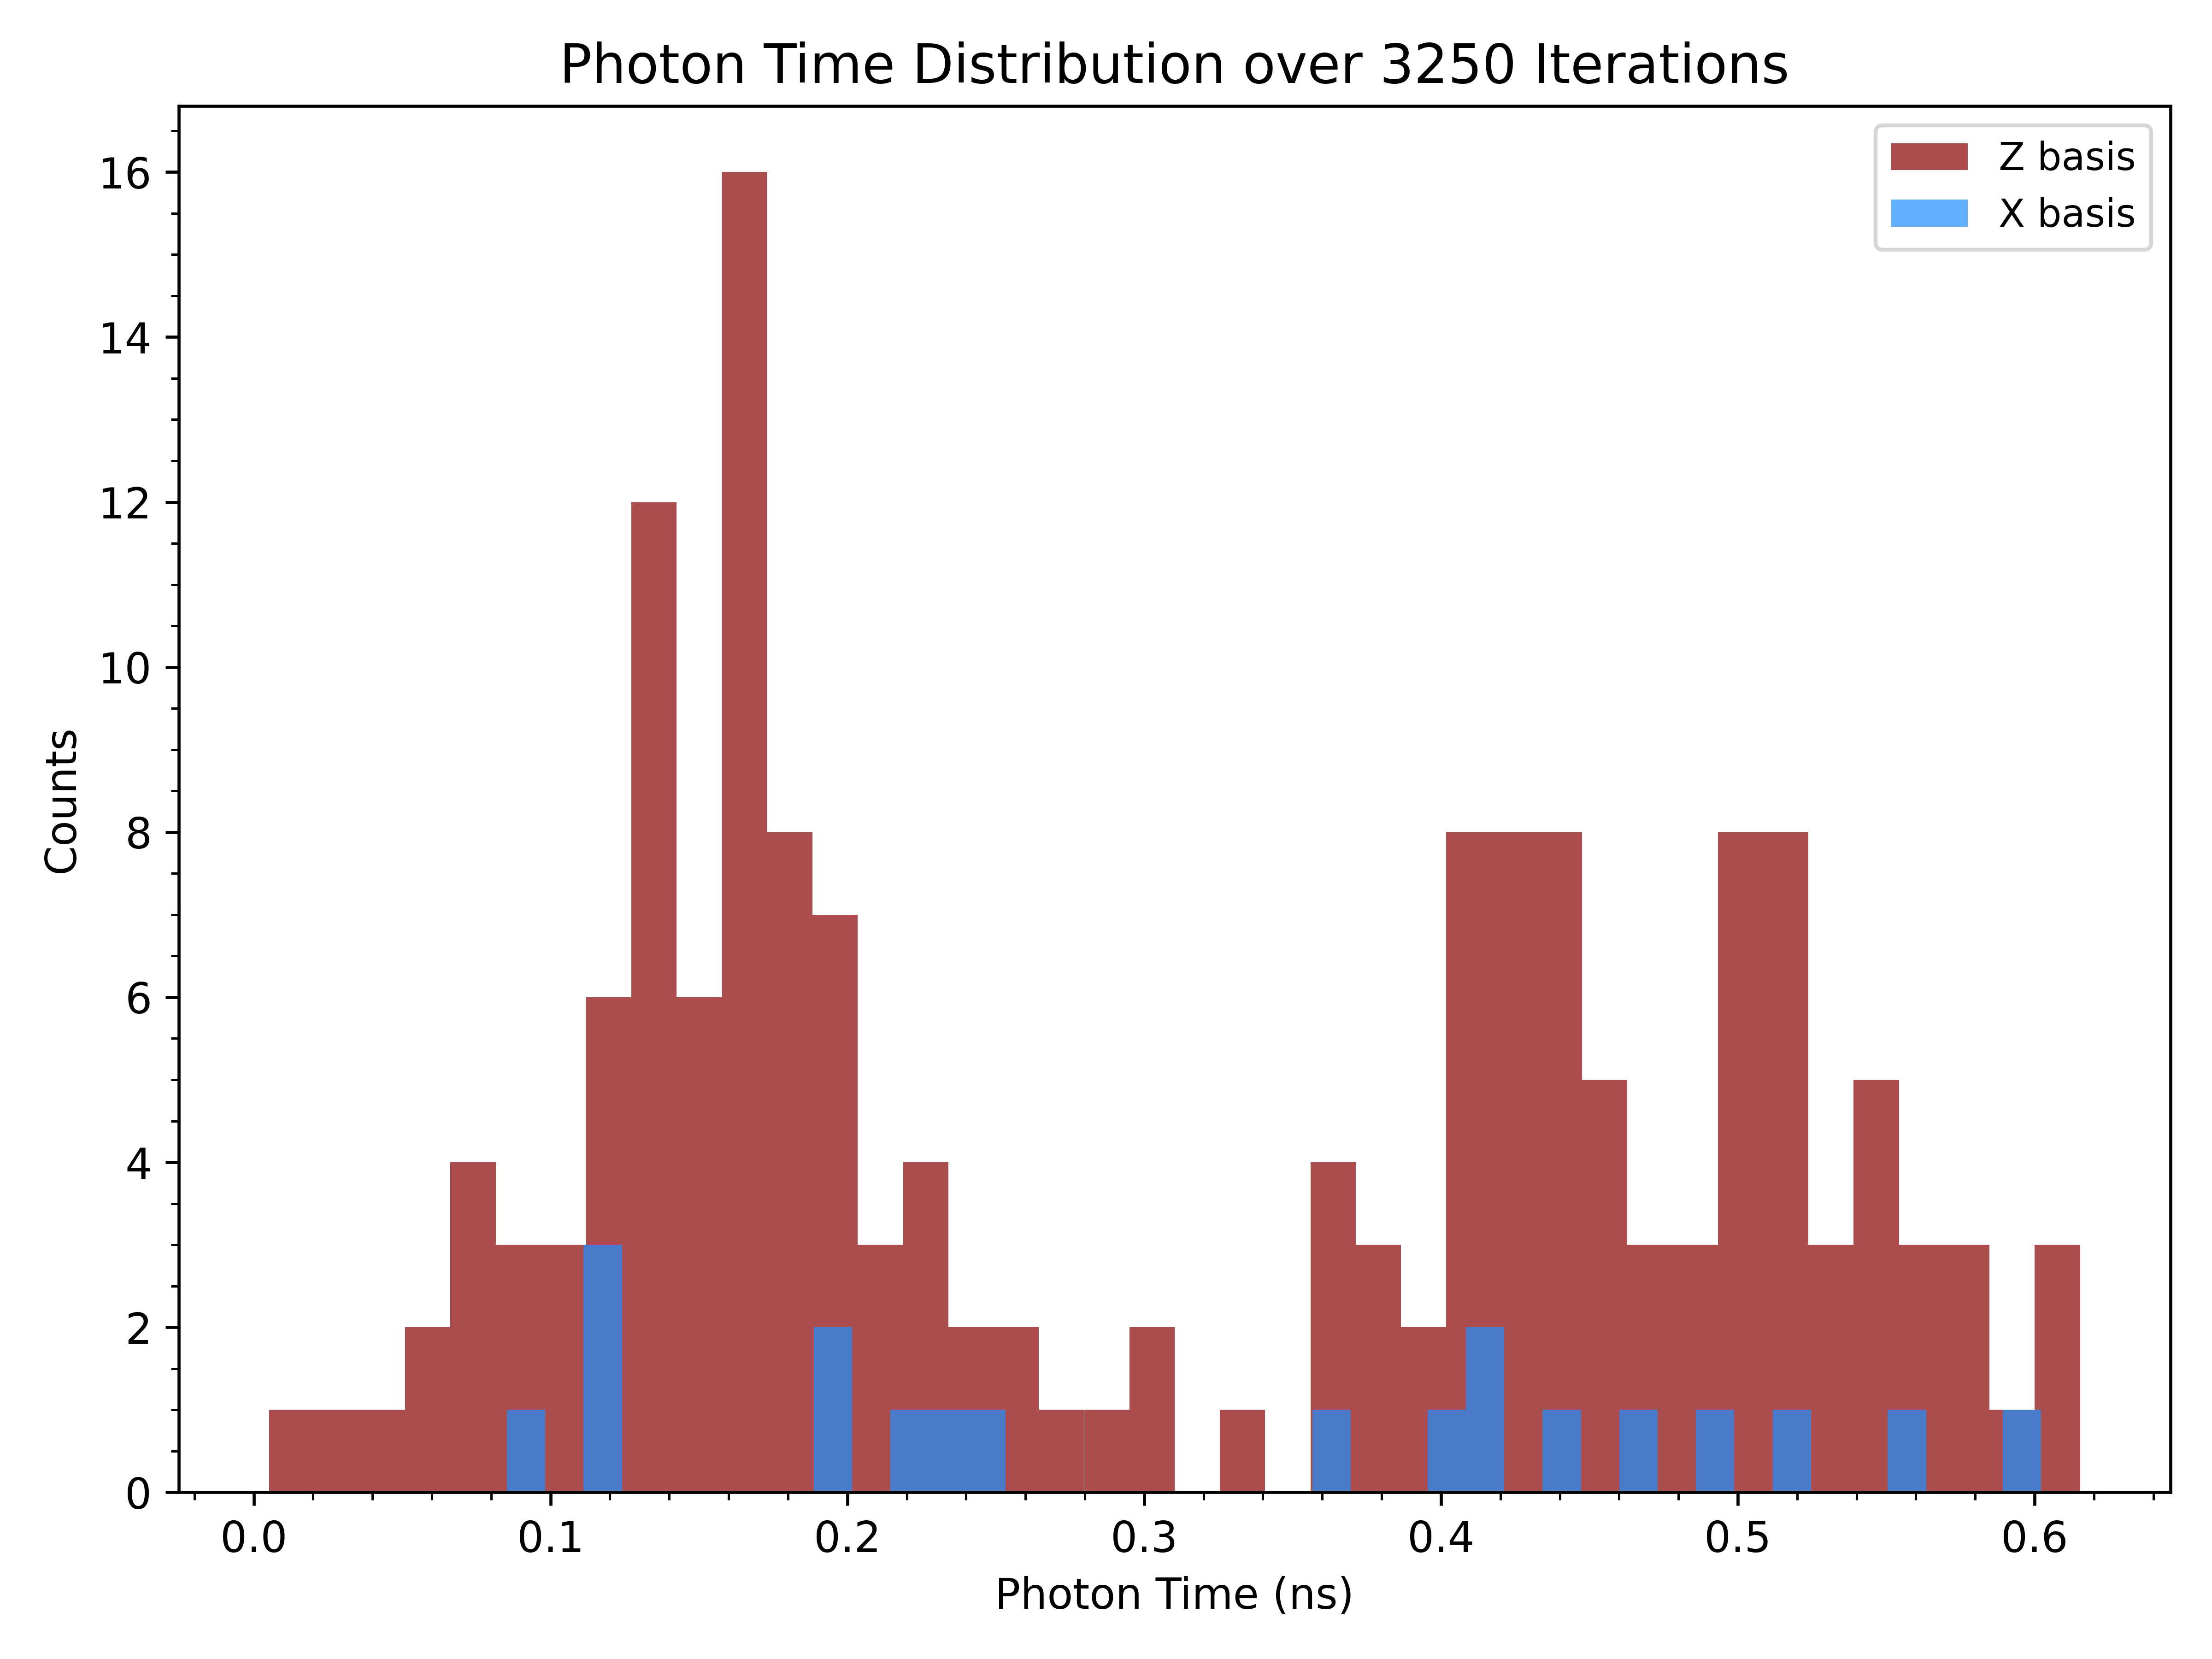 Photon Time Distribution over 3250 Iterations
Z basis
X basis
16
14
12
10
8
6
4
2
0
Counts
0.0 0.1 0.2 0.3 0.4 0.5 0.6
Photon Time (ns)